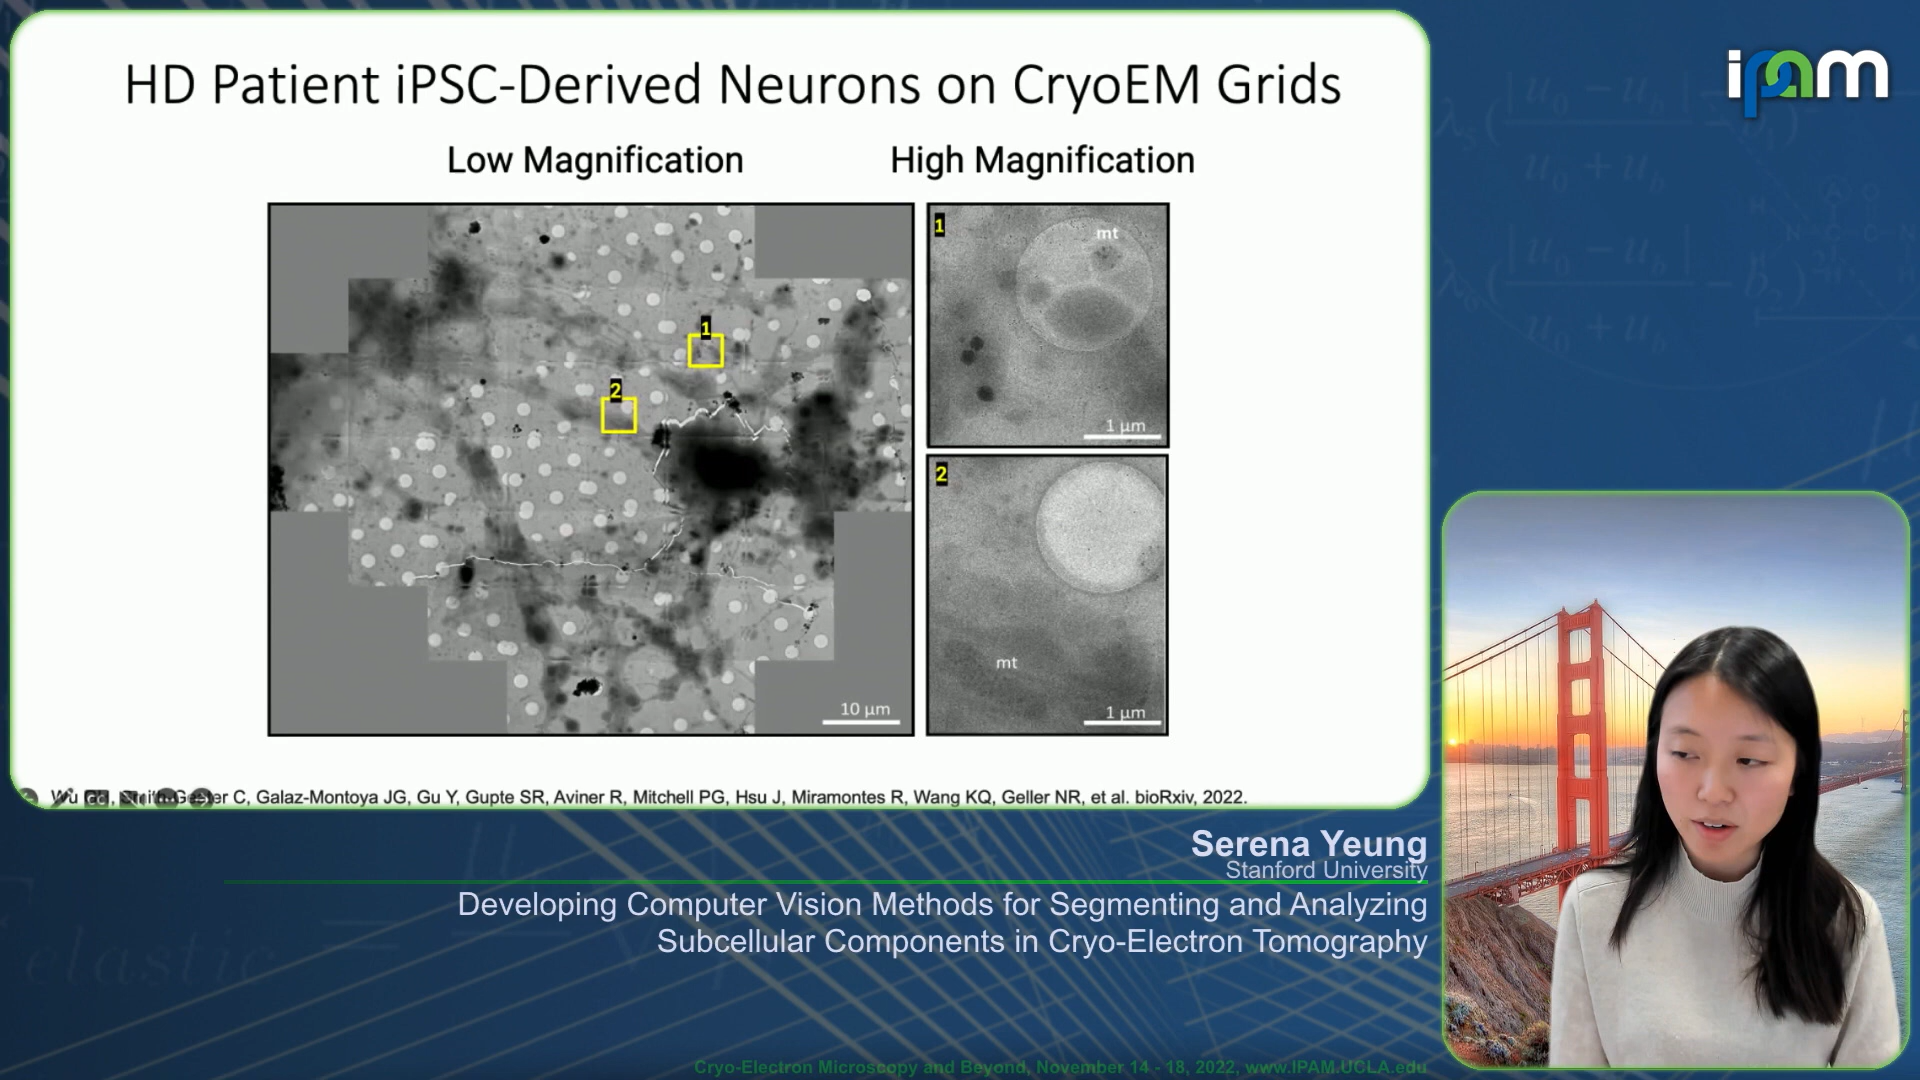 HD Patient iPSC-Derived Neurons on CryoEM Grids
Low Magnification
High Magnification
1
2
10 µm
1
mt
1 µm
2
mt
1 µm
Wu C, Galaz-Montoya JG, Gu Y, Gupte SR, Aviner R, Mitchell PG, Hsu J, Miramontes R, Wang KQ, Geller NR, et al. bioRxiv, 2022.
ipam
Serena Yeung
Stanford University
Developing Computer Vision Methods for Segmenting and Analyzing
Subcellular Components in Cryo-Electron Tomography
Cryo-Electron Microscopy and Beyond, November 14 - 18, 2022, www.IPAM.UCLA.edu